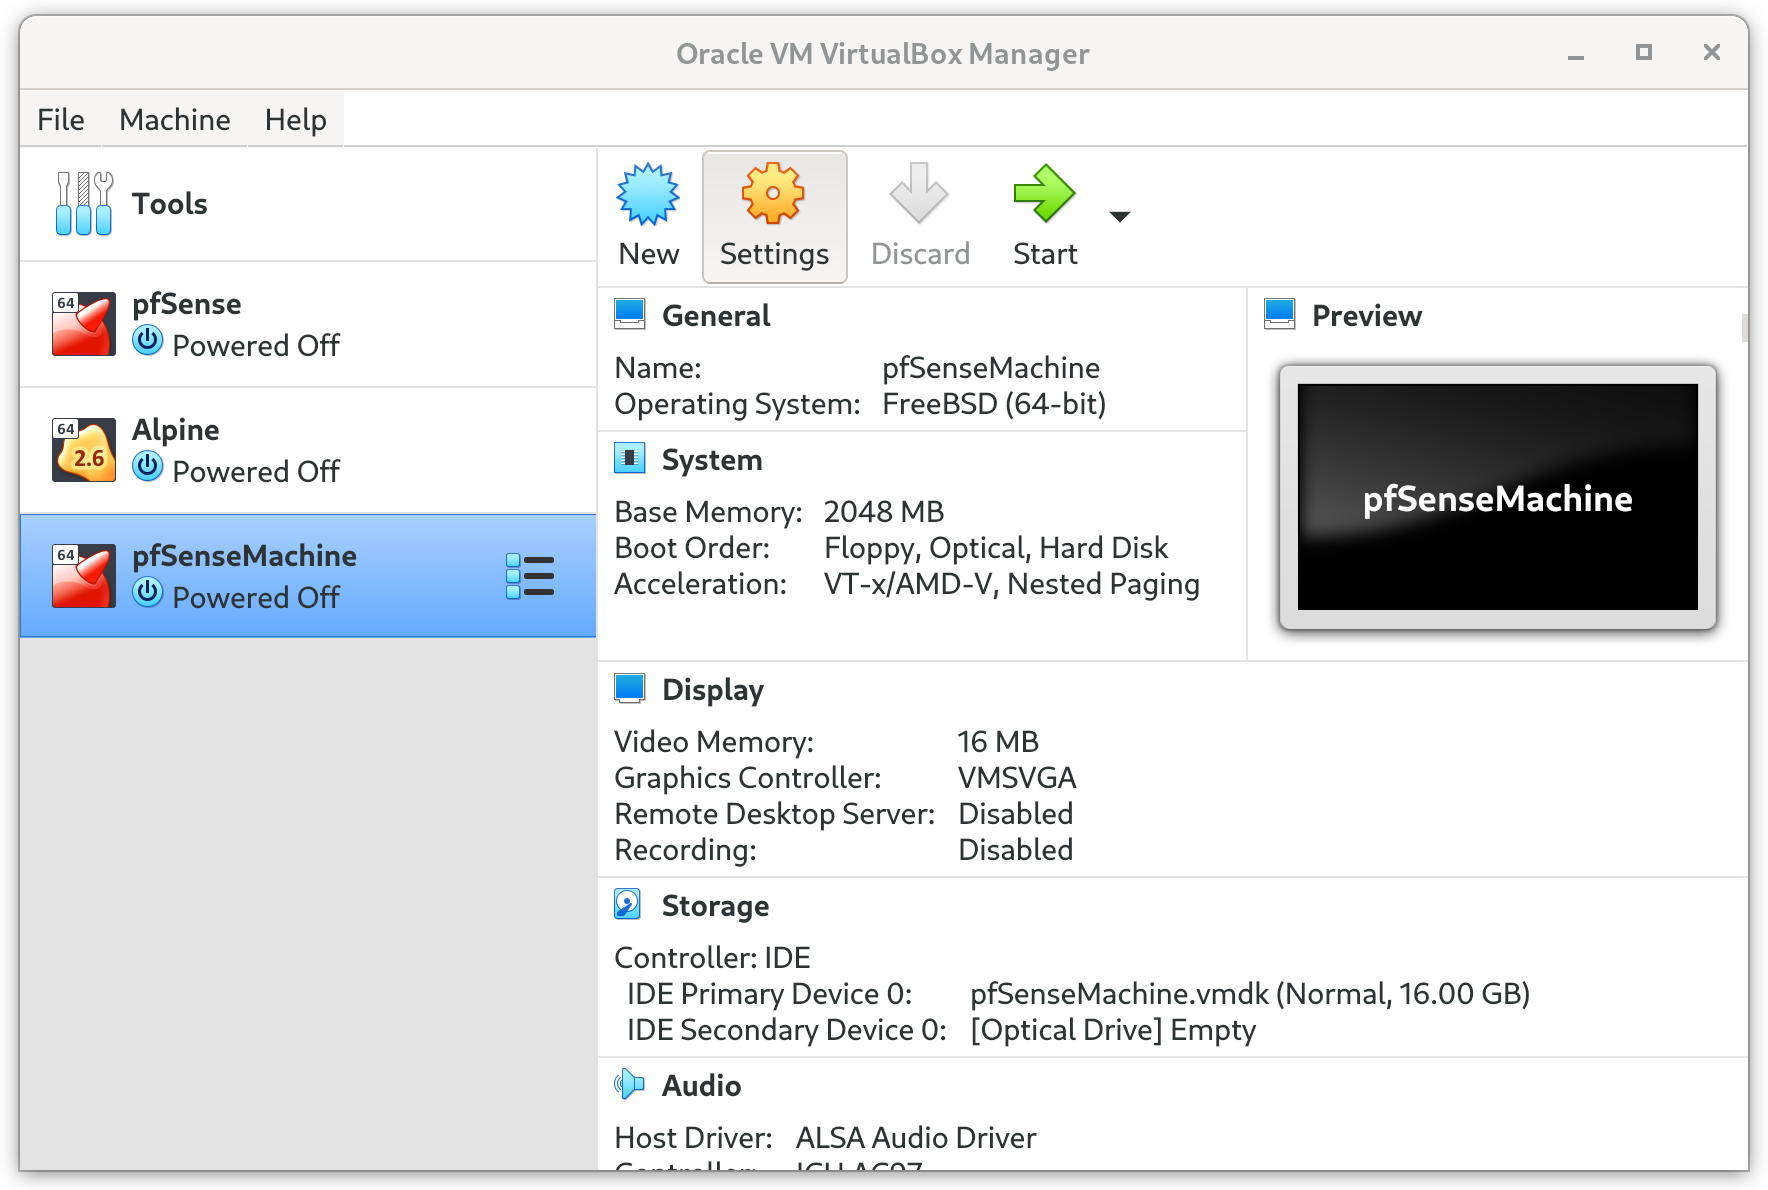 Oracle VM VirtualBox Manager
File Machine Help
Tools
New Settings Discard Start
64
pfSense
Powered Off
64
2.6
Alpine
Powered Off
64
pfSenseMachine
Powered Off
General
Name: pfSenseMachine
Operating System: FreeBSD (64-bit)
Preview
pfSenseMachine
System
Base Memory: 2048 MB
Boot Order: Floppy, Optical, Hard Disk
Acceleration: VT-x/AMD-V, Nested Paging
Display
Video Memory: 16 MB
Graphics Controller: VMSVGA
Remote Desktop Server: Disabled
Recording: Disabled
Storage
Controller: IDE
IDE Primary Device 0: pfSenseMachine.vmdk (Normal, 16.00 GB)
IDE Secondary Device 0: [Optical Drive] Empty
Audio
Host Driver: ALSA Audio Driver
Controller: ICH AC97